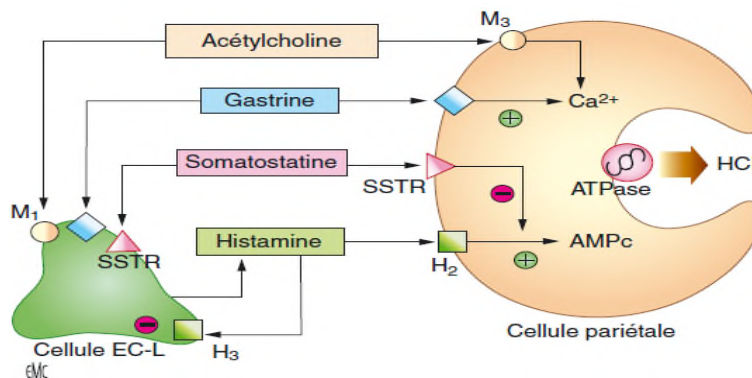 M3
Acétylcholine
Gastrine
Ca2+
Somatostatine
SSTR
ATPase
HC
M1
SSTR
Histamine
H2
AMPc
Cellule EC-L
H3
Cellule pariétale
EMC